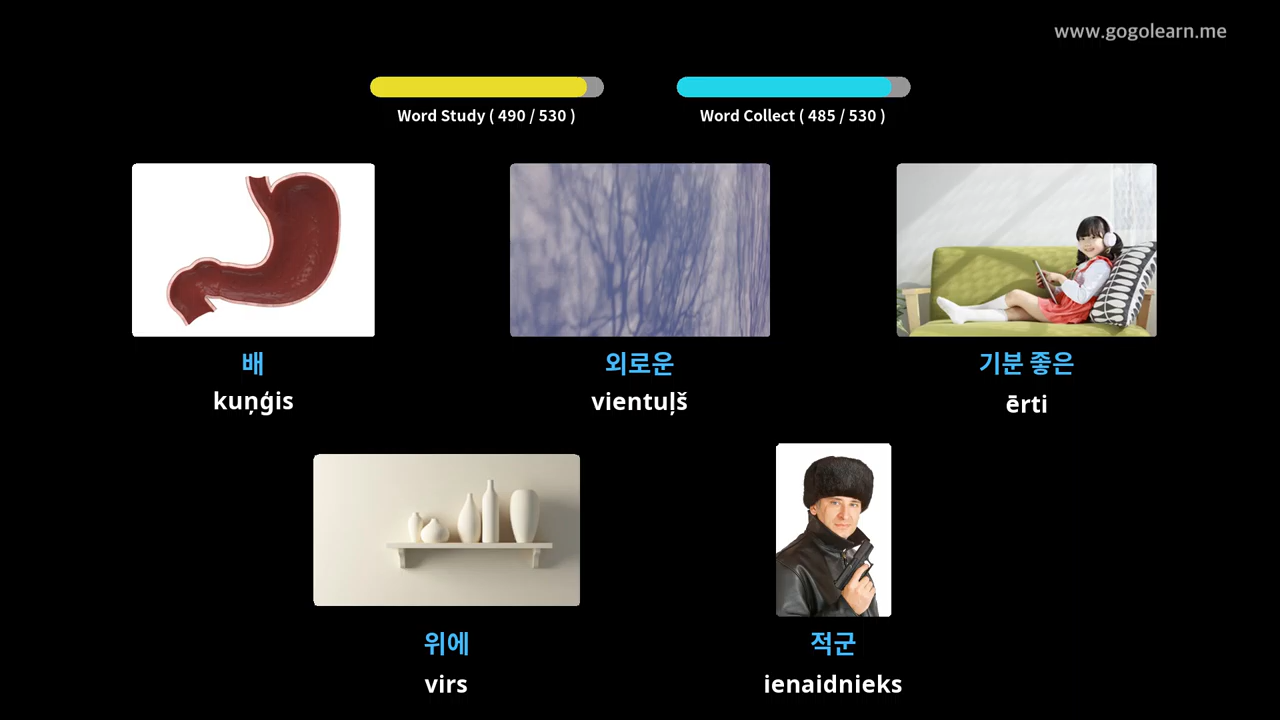 www.gogolearn.me
Word Study ( 490 / 530 )
Word Collect ( 485 / 530 )
배
kuņģis
외로운
vientuļš
기분 좋은
ērti
위에
virs
적군
ienaidnieks